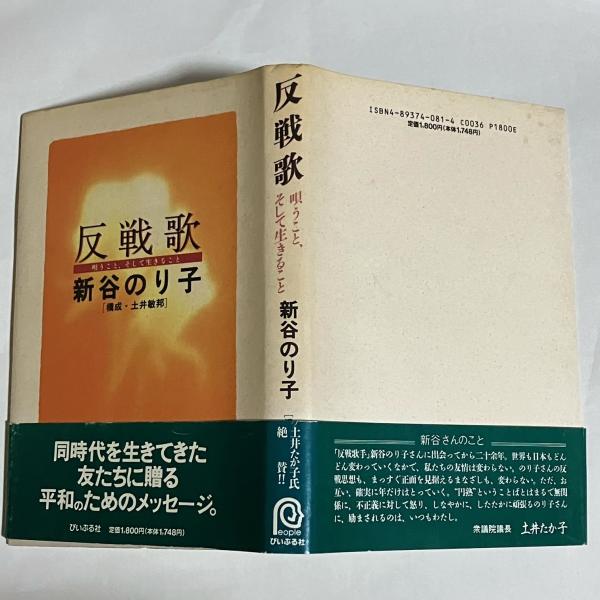 反戦歌
唄うこと、そして生きること
新谷のり子
[構成・土井敏邦]
同時代を生きてきた
友たちに贈る
平和のためのメッセージ。
ぴいぷる社 定価1,800円(本体1,748円)
反戦歌
唄うこと、
そして生きること
新谷のり子
土井たか子氏
絶賛!!
People
ぴいぷる社
ISBN4-89374-081-4 C0036 P1800E
定価1,800円(本体1,748円)
新谷さんのこと
「反戦歌手」新谷のり子さんに出会ってから二十余年。世界も日本もどん
どん変わっていくなかで、私たちの友情は変わらない。のり子さんの反
戦思想も、まっすぐ正面を見据えるまなざしも、変わらない。ただ、お
互い、確実に年だけはとっていく。“円熟”ということばとはまるで無関
係に、不正義に対して怒り、しなやかに、したたかに頑張るのり子さん
に、励まされるのは、いつもわたし。
衆議院議長 土井たか子